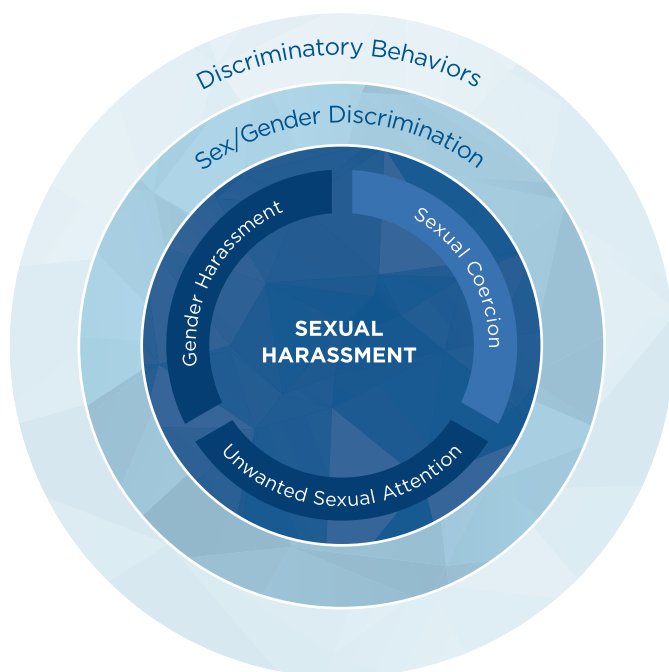 Discriminatory Behaviors
Sex/Gender Discrimination
Gender Harassment
Sexual Coercion
SEXUAL
HARASSMENT
Unwanted Sexual Attention